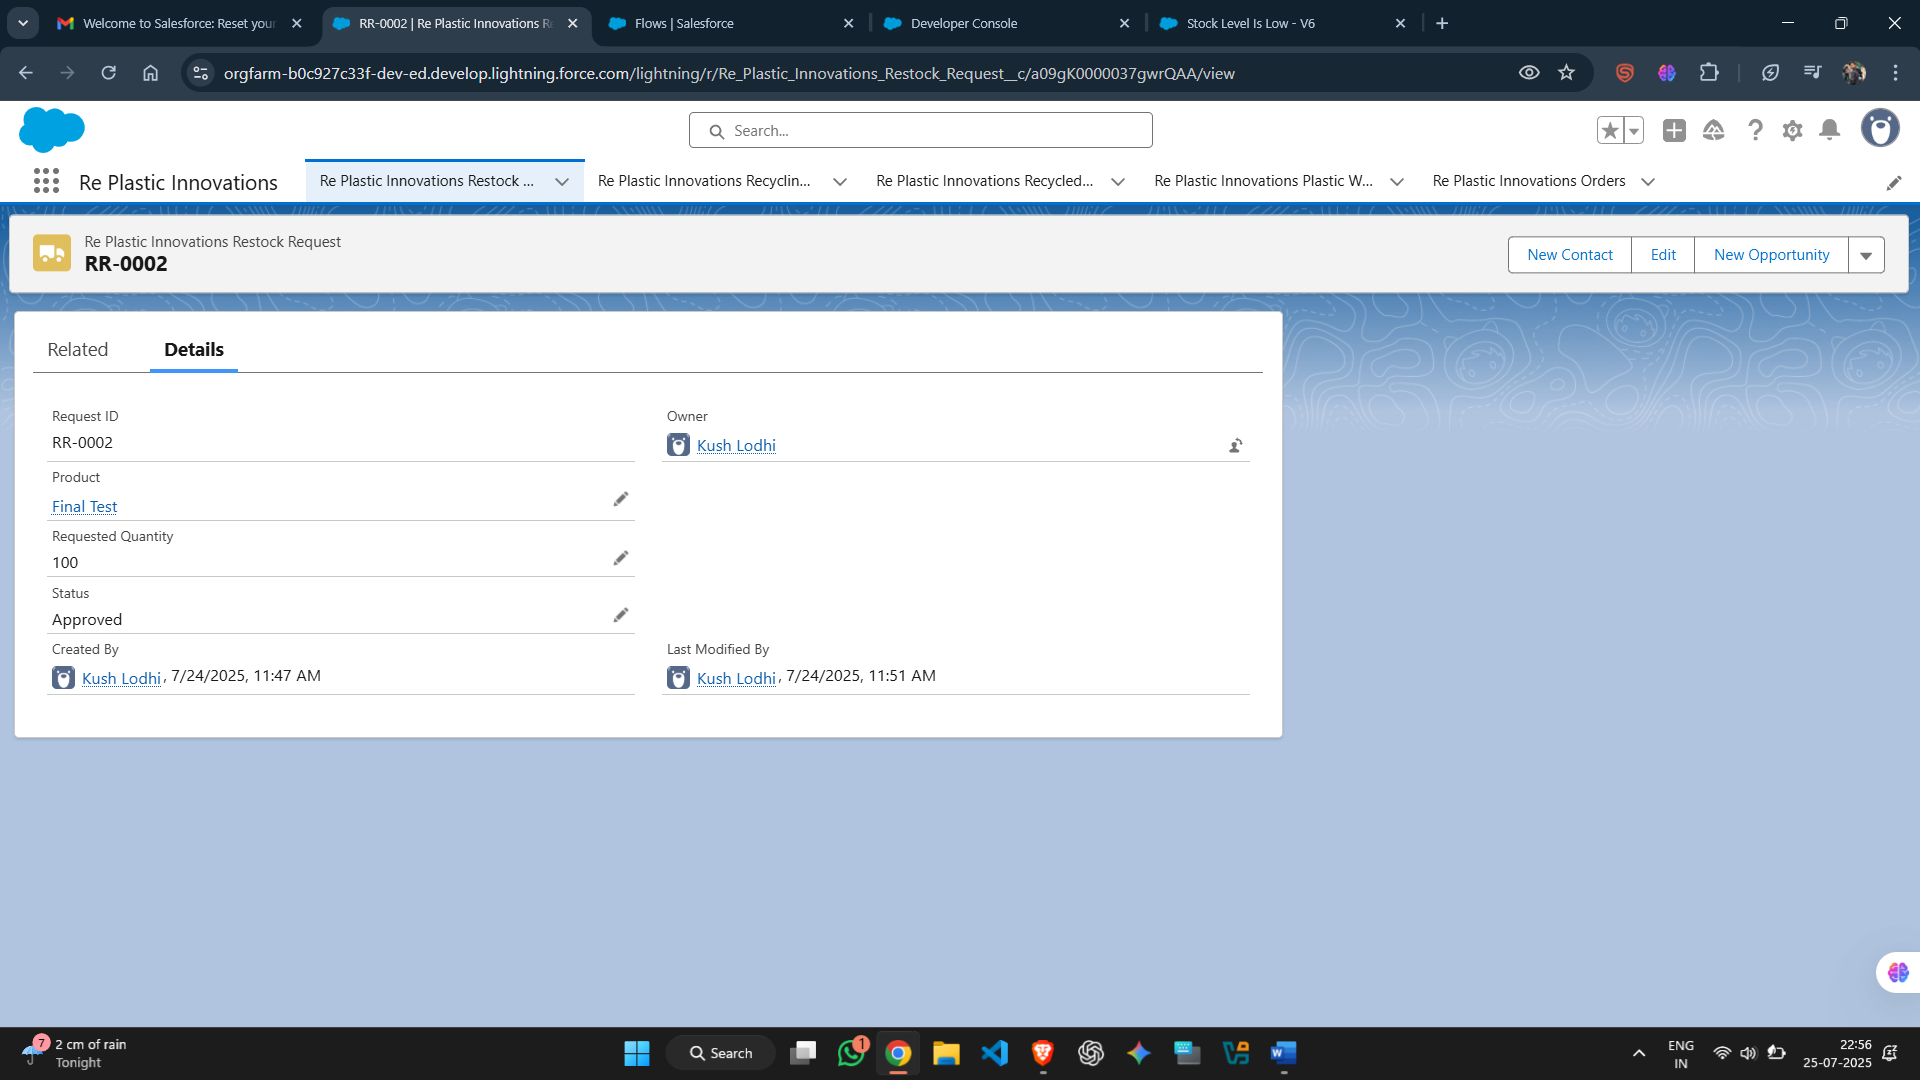 Welcome to Salesforce: Reset your
RR-0002 | Re Plastic Innovations Re
Flows | Salesforce
Developer Console
Stock Level Is Low - V6
orgfarm-b0c927c33f-dev-ed.develop.lightning.force.com/lightning/r/Re_Plastic_Innovations_Restock_Request__c/a09gK0000037gwrQAA/view
Search...
Re Plastic Innovations
Re Plastic Innovations Restock ...
Re Plastic Innovations Recyclin...
Re Plastic Innovations Recycled...
Re Plastic Innovations Plastic W...
Re Plastic Innovations Orders
Re Plastic Innovations Restock Request
RR-0002
New Contact
Edit
New Opportunity
Related
Details
Request ID
RR-0002
Owner
Kush Lodhi
Product
Final Test
Requested Quantity
100
Status
Approved
Created By
Kush Lodhi, 7/24/2025, 11:47 AM
Last Modified By
Kush Lodhi, 7/24/2025, 11:51 AM
7
2 cm of rain
Tonight
Search
1
ENG
IN
22:56
25-07-2025